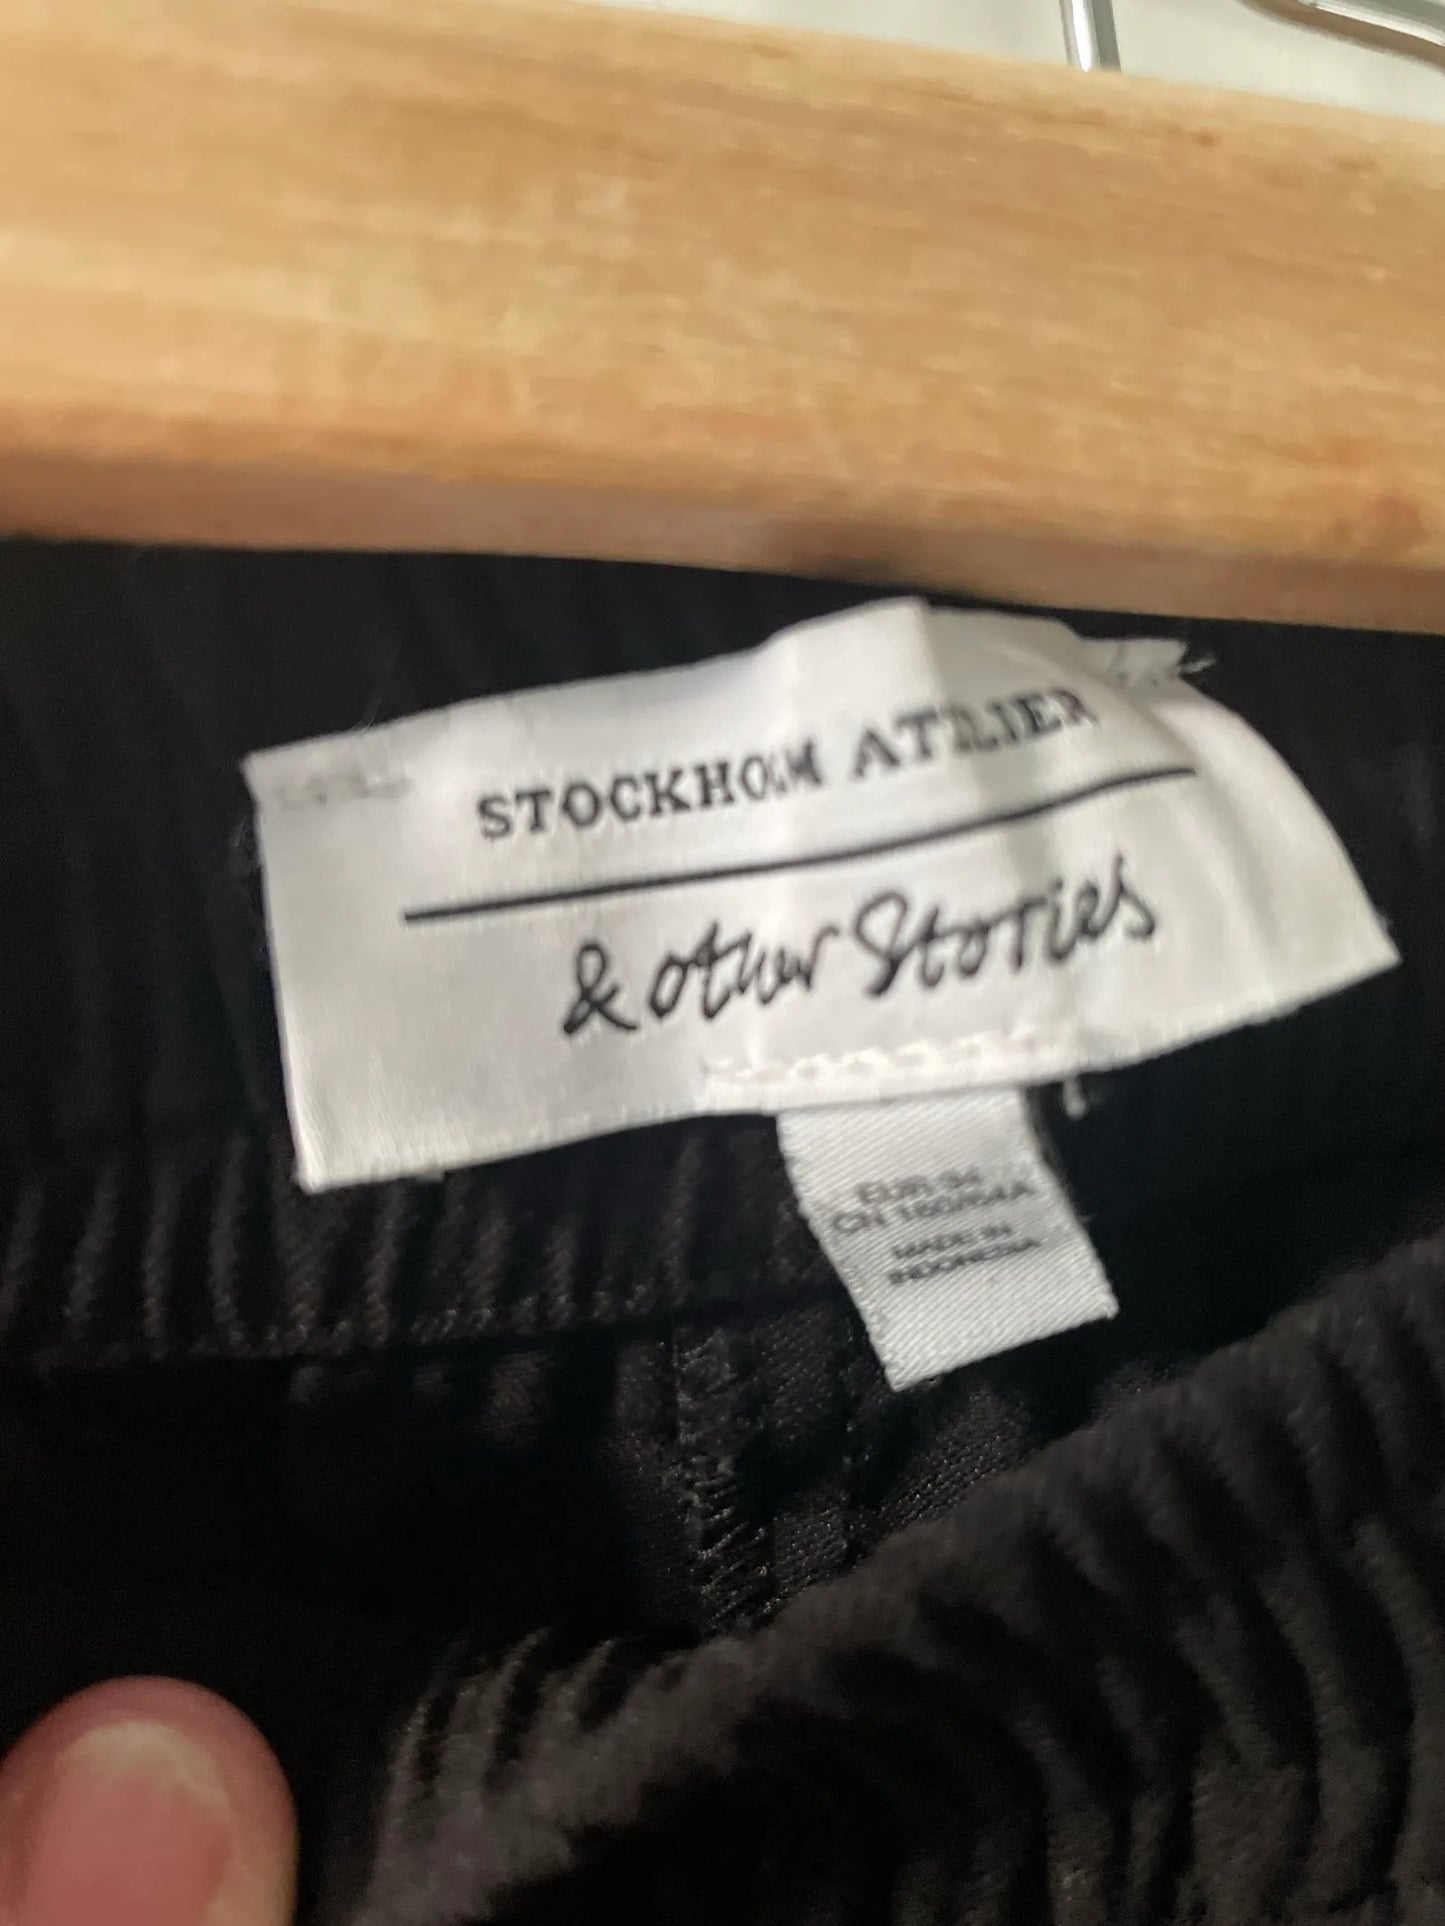 STOCKHOLM ATELIER
& other Stories
EUR 34
CN 160/64A
MADE IN
INDONESIA